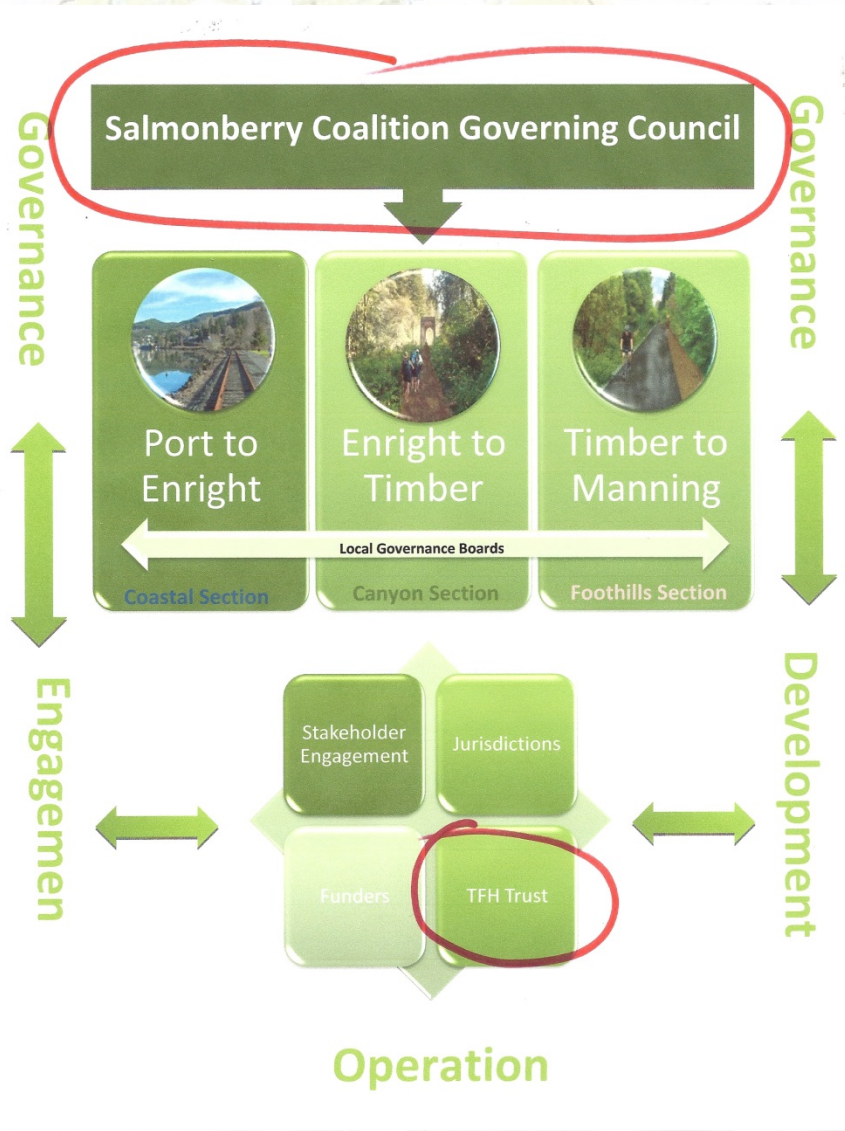 Salmonberry Coalition Governing Council
Governance
Governance
Port to
Enright
Enright to
Timber
Timber to
Manning
Local Governance Boards
Coastal Section
Canyon Section
Foothills Section
Engagemen
Development
Stakeholder
Engagement
Jurisdictions
Funders
TFH Trust
Operation